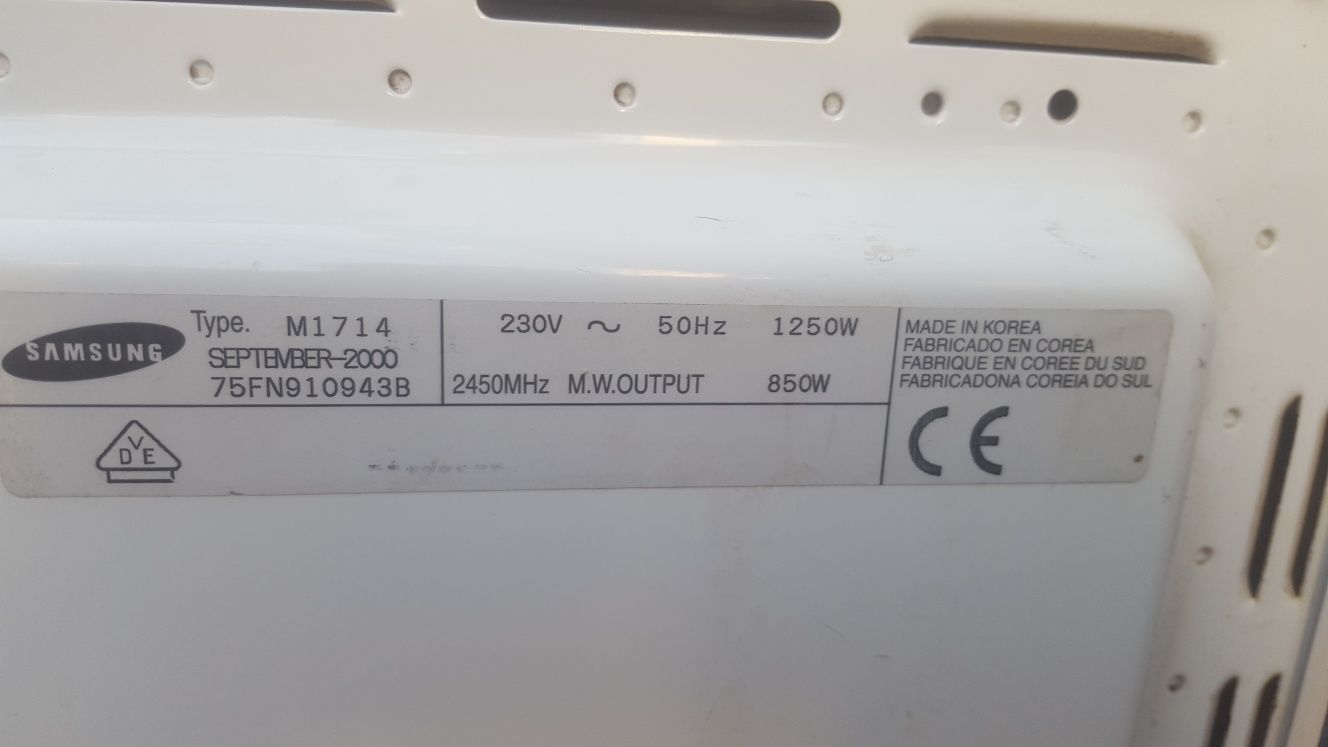 SAMSUNG
Type. M1714
SEPTEMBER-2000
75FN910943B
230V ~ 50Hz 1250W
2450MHz M.W.OUTPUT 850W
MADE IN KOREA
FABRICADO EN COREA
FABRIQUE EN COREE DU SUD
FABRICADONA COREIA DO SUL
DVE
CE